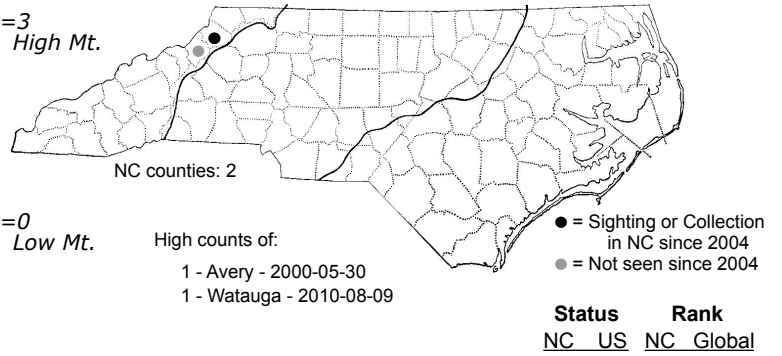 =3
High Mt.
NC counties: 2
=0
Low Mt.
High counts of:
1 - Avery - 2000-05-30
1 - Watauga - 2010-08-09
= Sighting or Collection
in NC since 2004
= Not seen since 2004
Status Rank
NC US NC Global